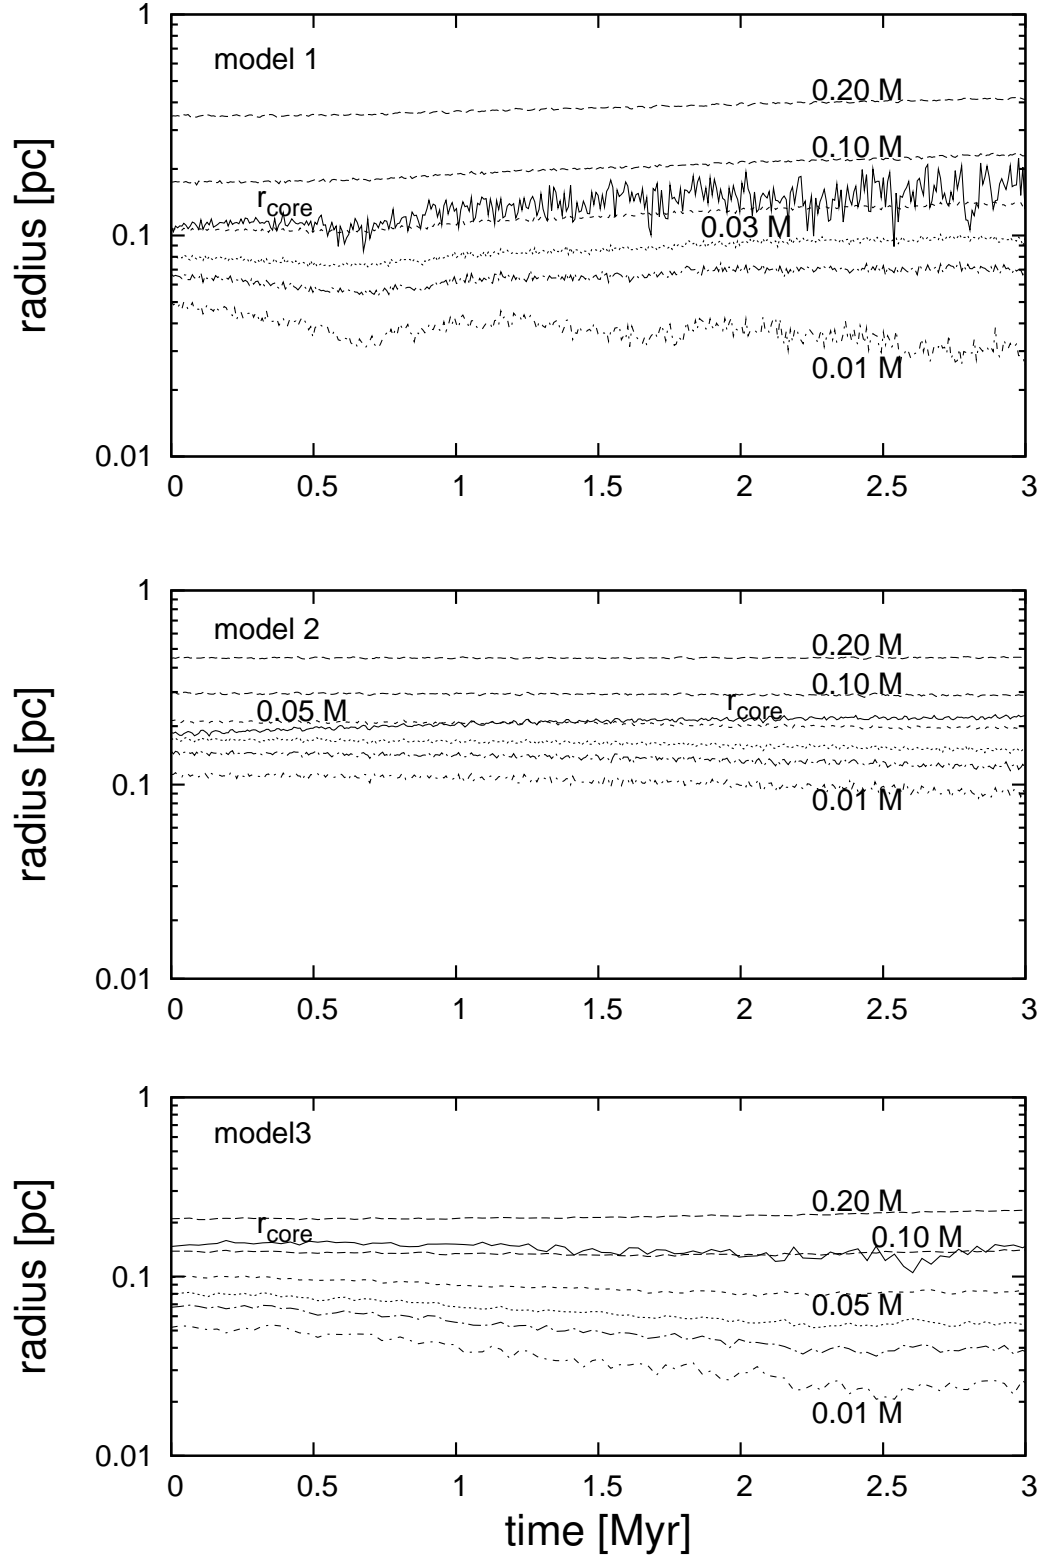 1
model 1
0.20 M
0.10 M
r_core
0.1
0.03 M
0.01 M
0.01
radius [pc]
0 0.5 1 1.5 2 2.5 3
1
model 2
0.20 M
0.10 M
0.05 M
r_core
0.1
0.01 M
0.01
radius [pc]
0 0.5 1 1.5 2 2.5 3
1
model3
0.20 M
r_core
0.10 M
0.1
0.05 M
0.01 M
0.01
radius [pc]
0 0.5 1 1.5 2 2.5 3
time [Myr]